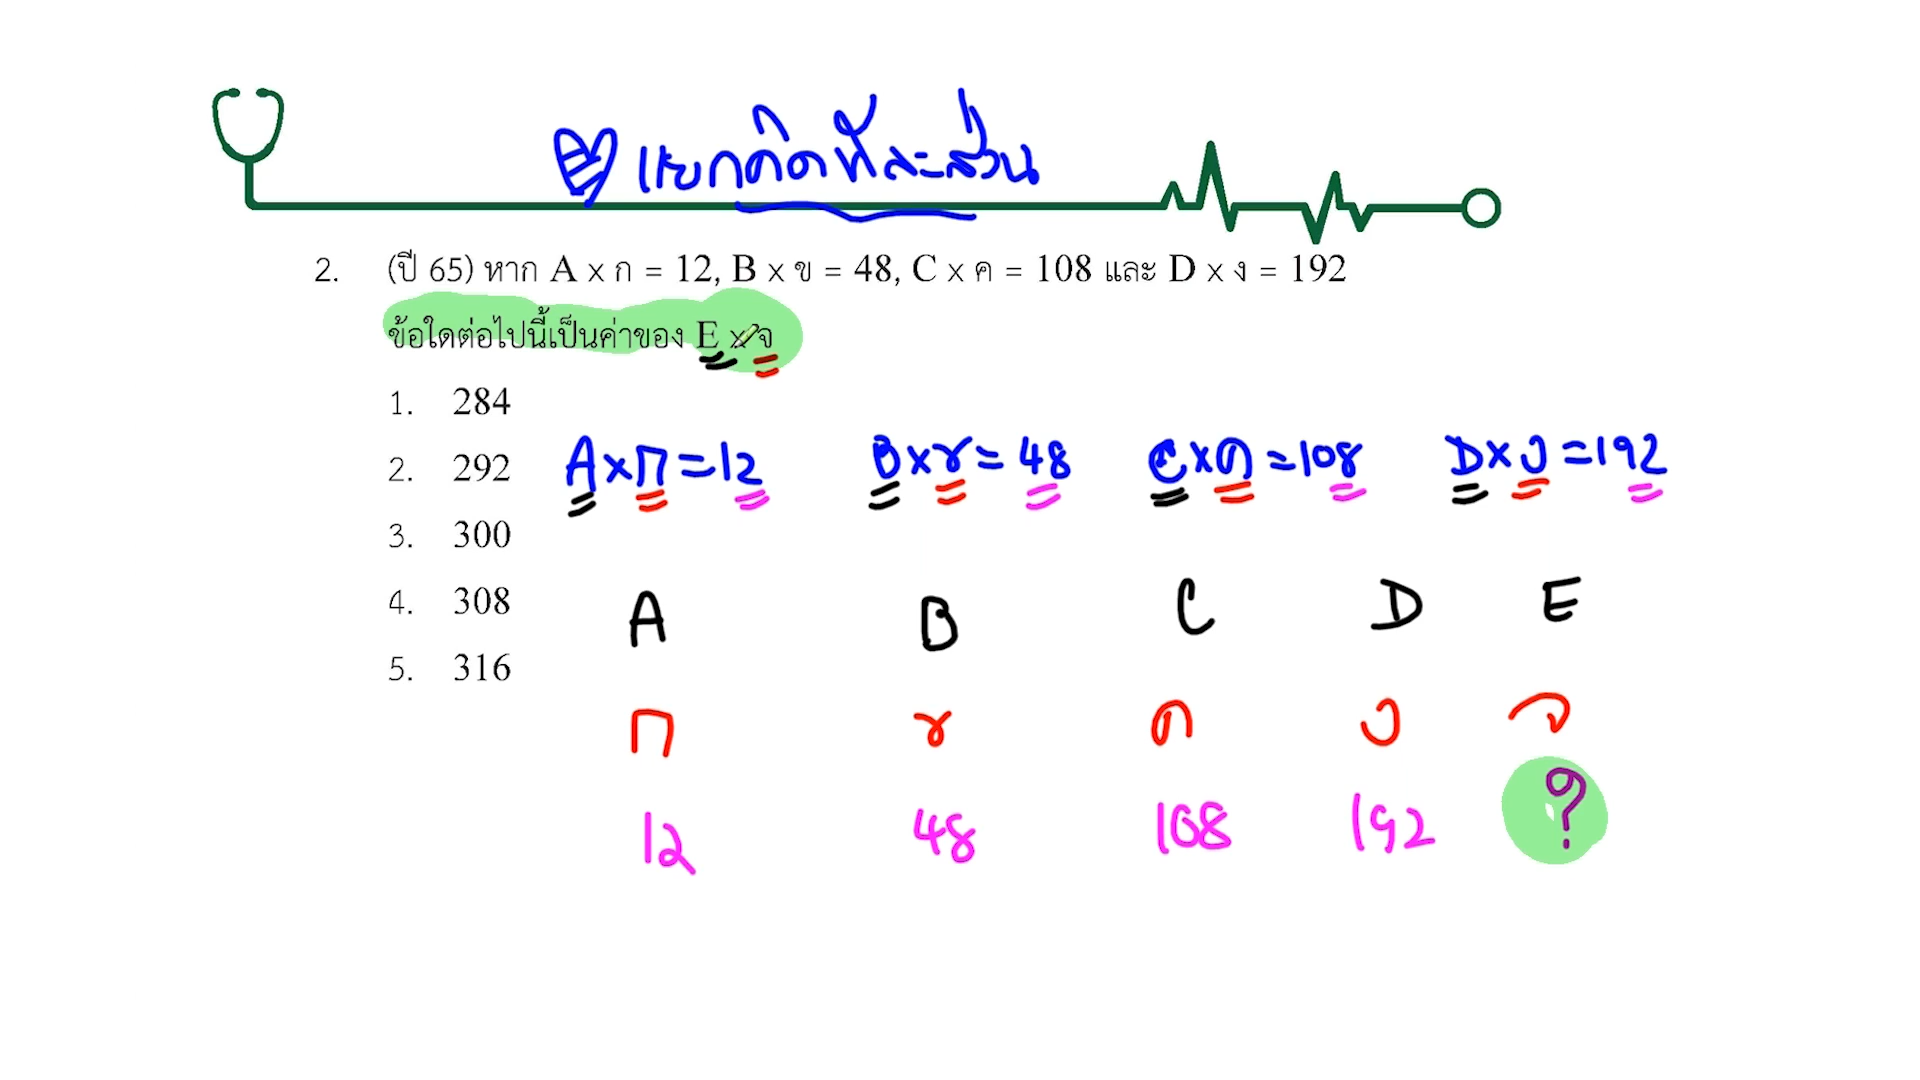 แยกคิดทีละส่วน
2. (ปี 65) หาก A x ก = 12, B x ข = 48, C x ค = 108 และ D x ง = 192
ข้อใดต่อไปนี้เป็นค่าของ E x จ
1. 284
2. 292
3. 300
4. 308
5. 316
A x ก = 12 B x ข = 48 C x ค = 108 D x ง = 192
A B C D E
ก ข ค ง จ
12 48 108 192 ?